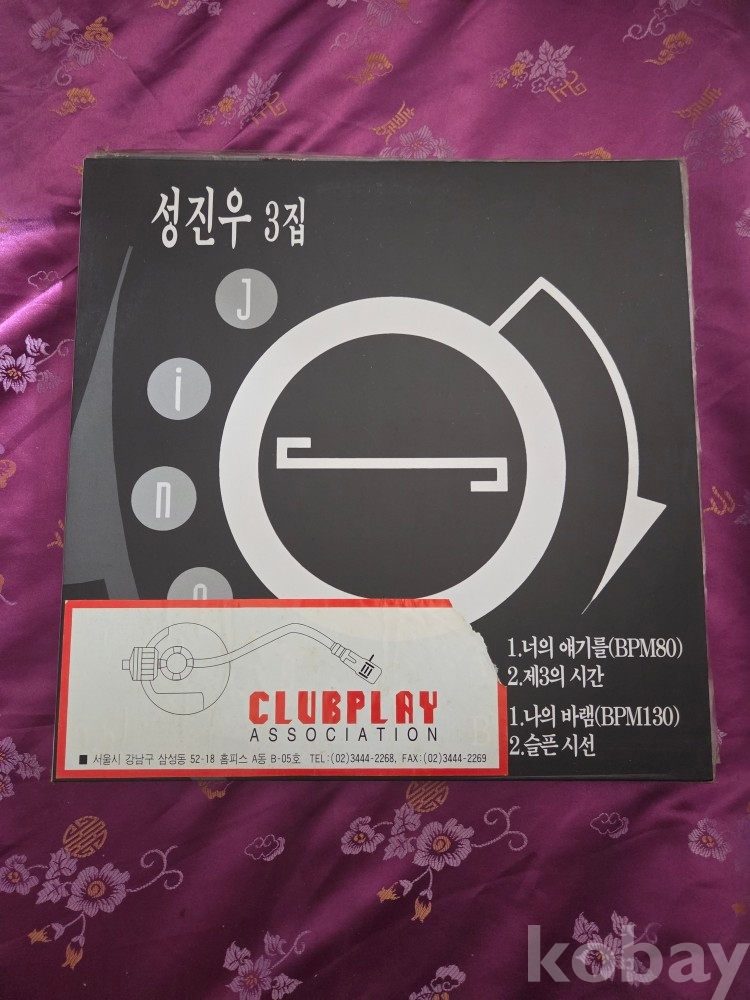 성진우 3집
J
i
n
1.너의 얘기를(BPM80)
2.제3의 시간
1.나의 바램(BPM130)
2.슬픈 시선
CLUBPLAY
ASSOCIATION
■ 서울시 강남구 삼성동 52-18 홈피스 A동 B-05호 TEL:(02)3444-2268, FAX:(02)3444-2269
kobay